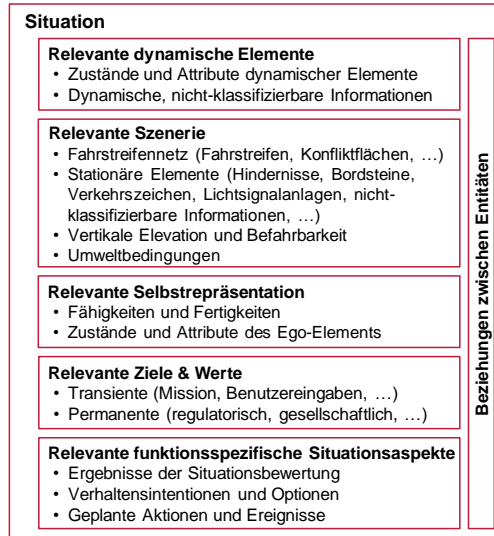 Situation
Relevante dynamische Elemente
• Zustände und Attribute dynamischer Elemente
• Dynamische, nicht-klassifizierbare Informationen
Relevante Szenerie
• Fahrstreifennetz (Fahrstreifen, Konfliktflächen, …)
• Stationäre Elemente (Hindernisse, Bordsteine,
Verkehrszeichen, Lichtsignalanlagen, nicht-
klassifizierbare Informationen, …)
• Vertikale Elevation und Befahrbarkeit
• Umweltbedingungen
Relevante Selbstrepräsentation
• Fähigkeiten und Fertigkeiten
• Zustände und Attribute des Ego-Elements
Relevante Ziele & Werte
• Transiente (Mission, Benutzereingaben, …)
• Permanente (regulatorisch, gesellschaftlich, …)
Relevante funktionsspezifische Situationsaspekte
• Ergebnisse der Situationsbewertung
• Verhaltensintentionen und Optionen
• Geplante Aktionen und Ereignisse
Beziehungen zwischen Entitäten